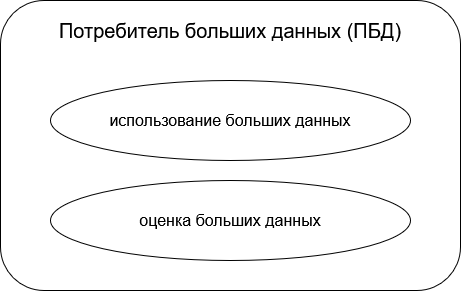 Потребитель больших данных (ПБД)
использование больших данных
оценка больших данных